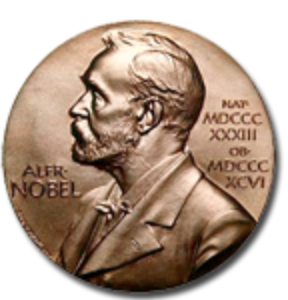 ALFR·
NOBEL
NAT·
MDCCC
XXXIII
OB·
MDCCC
XCVI